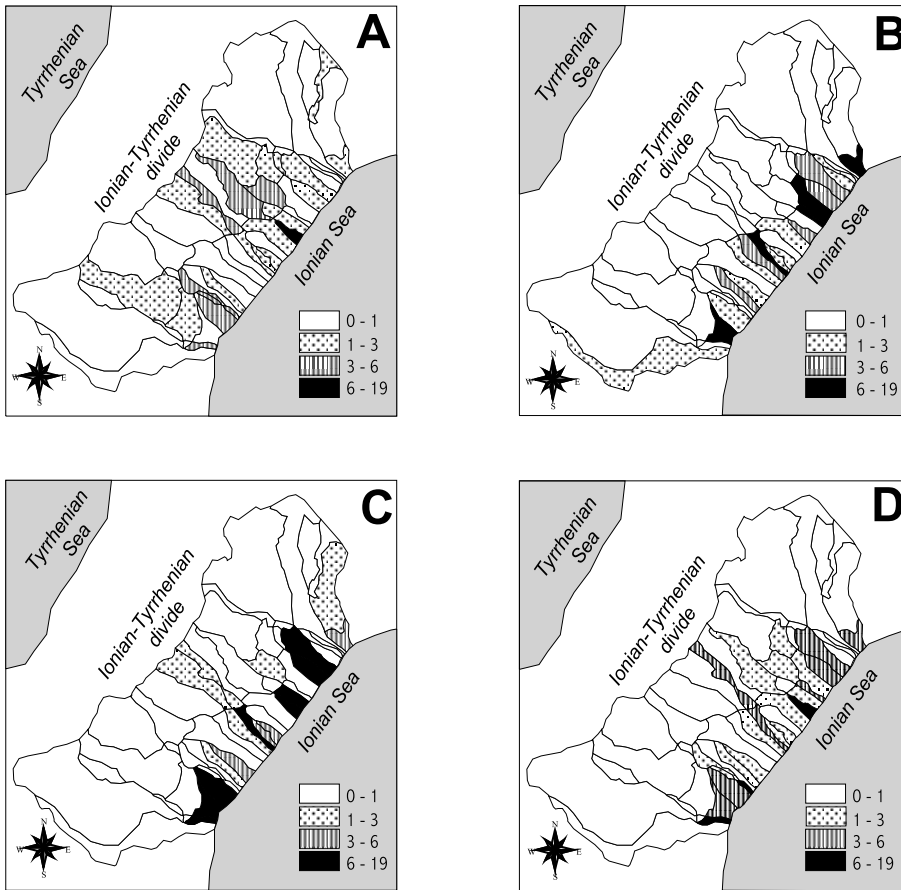 A
Tyrrhenian
Sea
Ionian-Tyrrhenian
divide
Ionian Sea
0 - 1
1 - 3
3 - 6
6 - 19
N
W
E
S
B
Tyrrhenian
Sea
Ionian-Tyrrhenian
divide
Ionian Sea
0 - 1
1 - 3
3 - 6
6 - 19
N
W
E
S
C
Tyrrhenian
Sea
Ionian-Tyrrhenian
divide
Ionian Sea
0 - 1
1 - 3
3 - 6
6 - 19
N
W
E
S
D
Tyrrhenian
Sea
Ionian-Tyrrhenian
divide
Ionian Sea
0 - 1
1 - 3
3 - 6
6 - 19
N
W
E
S